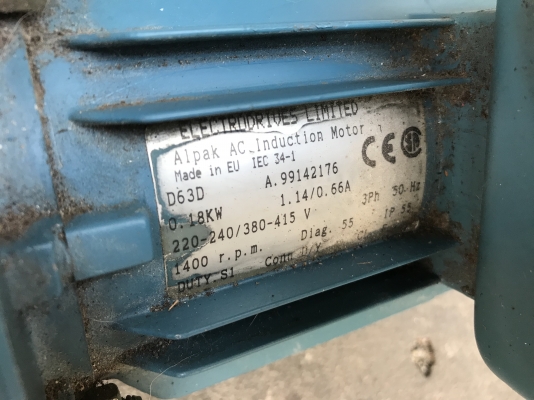 ELECTRODRIVES LIMITED
Alpak AC Induction Motor
Made in EU IEC 34-1
CE
D63D A.99142176
0.18KW 1.14/0.66A 3Ph 50 Hz
220-240/380-415 V
1400 r.p.m. Diag. 55 IP 55
DUTY S1 Conn D/Y